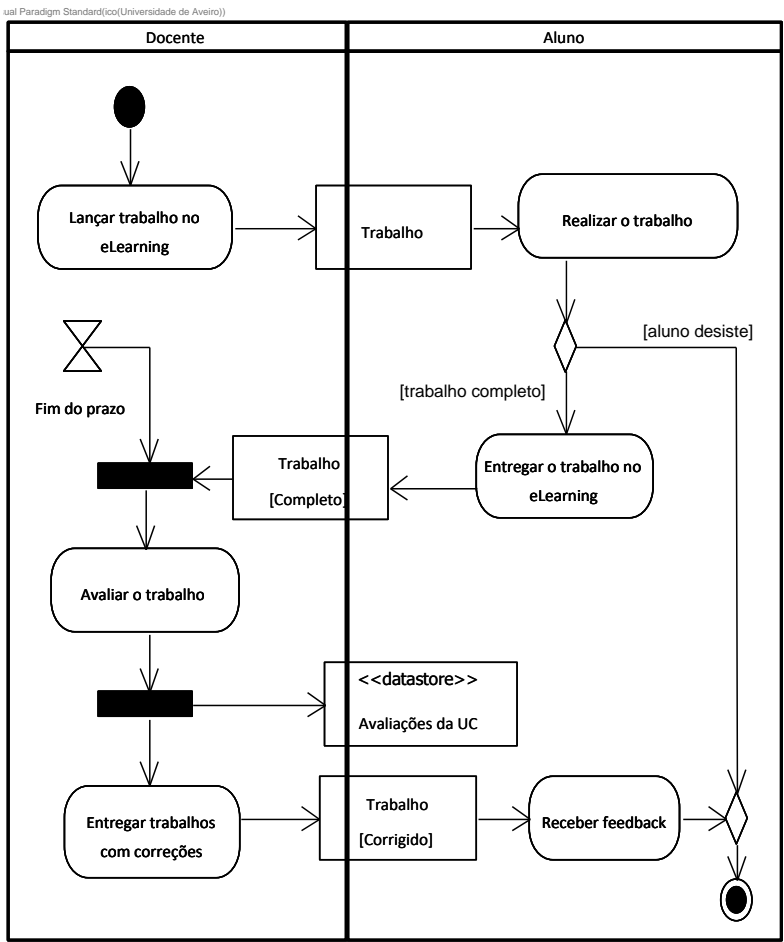 ual Paradigm Standard(ico(Universidade de Aveiro))
Docente
Aluno
Lançar trabalho no
eLearning
Trabalho
Realizar o trabalho
[aluno desiste]
[trabalho completo]
Fim do prazo
Trabalho
[Completo]
Entregar o trabalho no
eLearning
Avaliar o trabalho
<<datastore>>
Avaliações da UC
Entregar trabalhos
com correções
Trabalho
[Corrigido]
Receber feedback